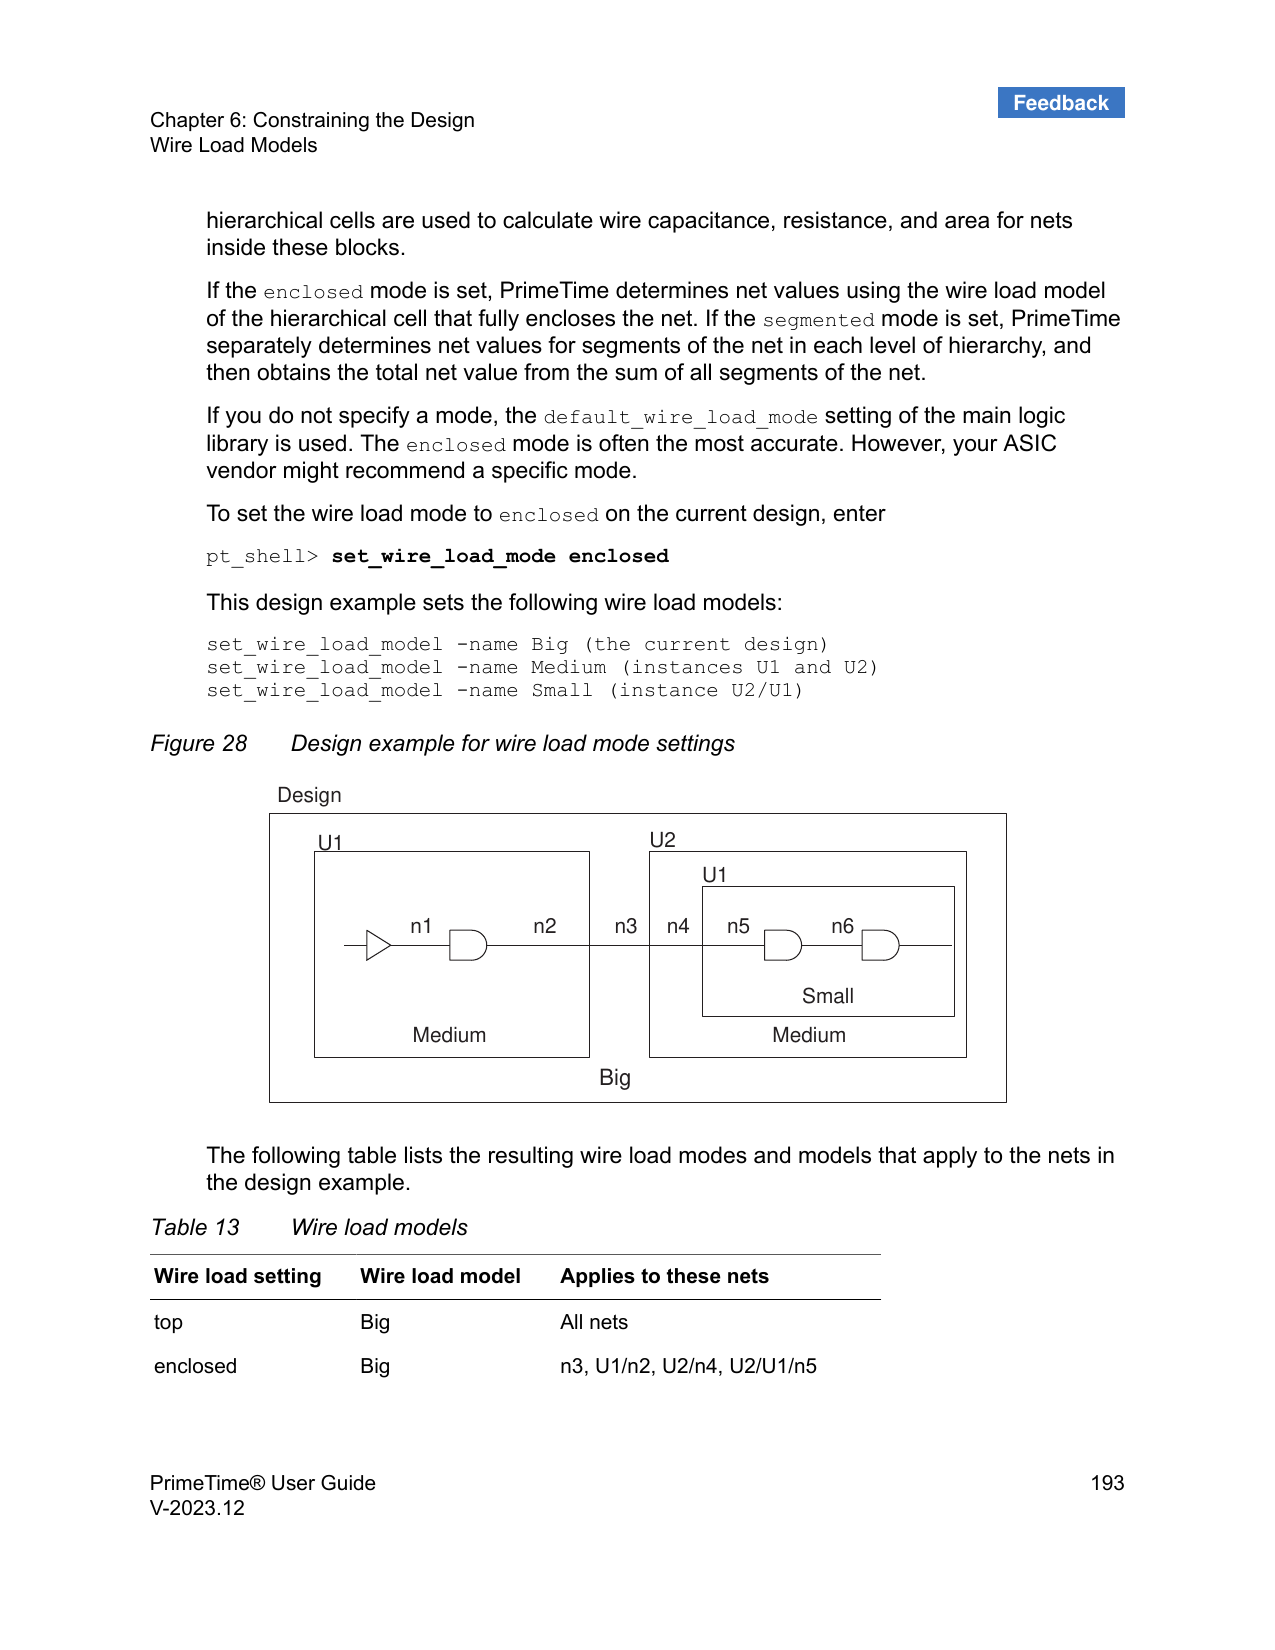 Feedback
Chapter 6: Constraining the Design
Wire Load Models
hierarchical cells are used to calculate wire capacitance, resistance, and area for nets
inside these blocks.
If the enclosed mode is set, PrimeTime determines net values using the wire load model
of the hierarchical cell that fully encloses the net. If the segmented mode is set, PrimeTime
separately determines net values for segments of the net in each level of hierarchy, and
then obtains the total net value from the sum of all segments of the net.
If you do not specify a mode, the default_wire_load_mode setting of the main logic
library is used. The enclosed mode is often the most accurate. However, your ASIC
vendor might recommend a specific mode.
To set the wire load mode to enclosed on the current design, enter
pt_shell> set_wire_load_mode enclosed
This design example sets the following wire load models:
set_wire_load_model -name Big (the current design)
set_wire_load_model -name Medium (instances U1 and U2)
set_wire_load_model -name Small (instance U2/U1)
Figure 28 Design example for wire load mode settings
Design
U1 U2
U1
n1 n2 n3 n4 n5 n6
Small
Medium Medium
Big
The following table lists the resulting wire load modes and models that apply to the nets in
the design example.
Table 13 Wire load models
Wire load setting Wire load model Applies to these nets
top Big All nets
enclosed Big n3, U1/n2, U2/n4, U2/U1/n5
PrimeTime® User Guide 193
V-2023.12